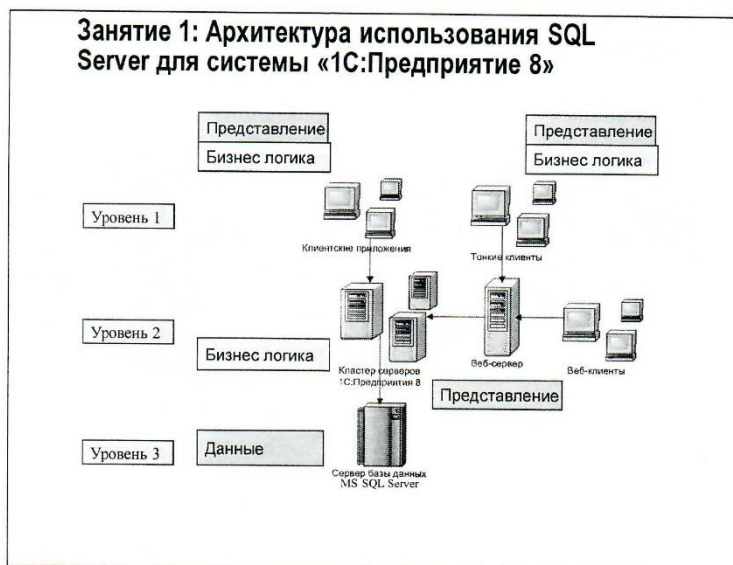 Занятие 1: Архитектура использования SQL
Server для системы «1С:Предприятие 8»
Представление
Бизнес логика
Представление
Бизнес логика
Уровень 1
Клиентские приложения
Тонкие клиенты
Уровень 2
Бизнес логика
Кластер серверов
1С:Предприятия 8
Веб-сервер
Веб-клиенты
Представление
Уровень 3
Данные
Сервер базы данных
MS SQL Server